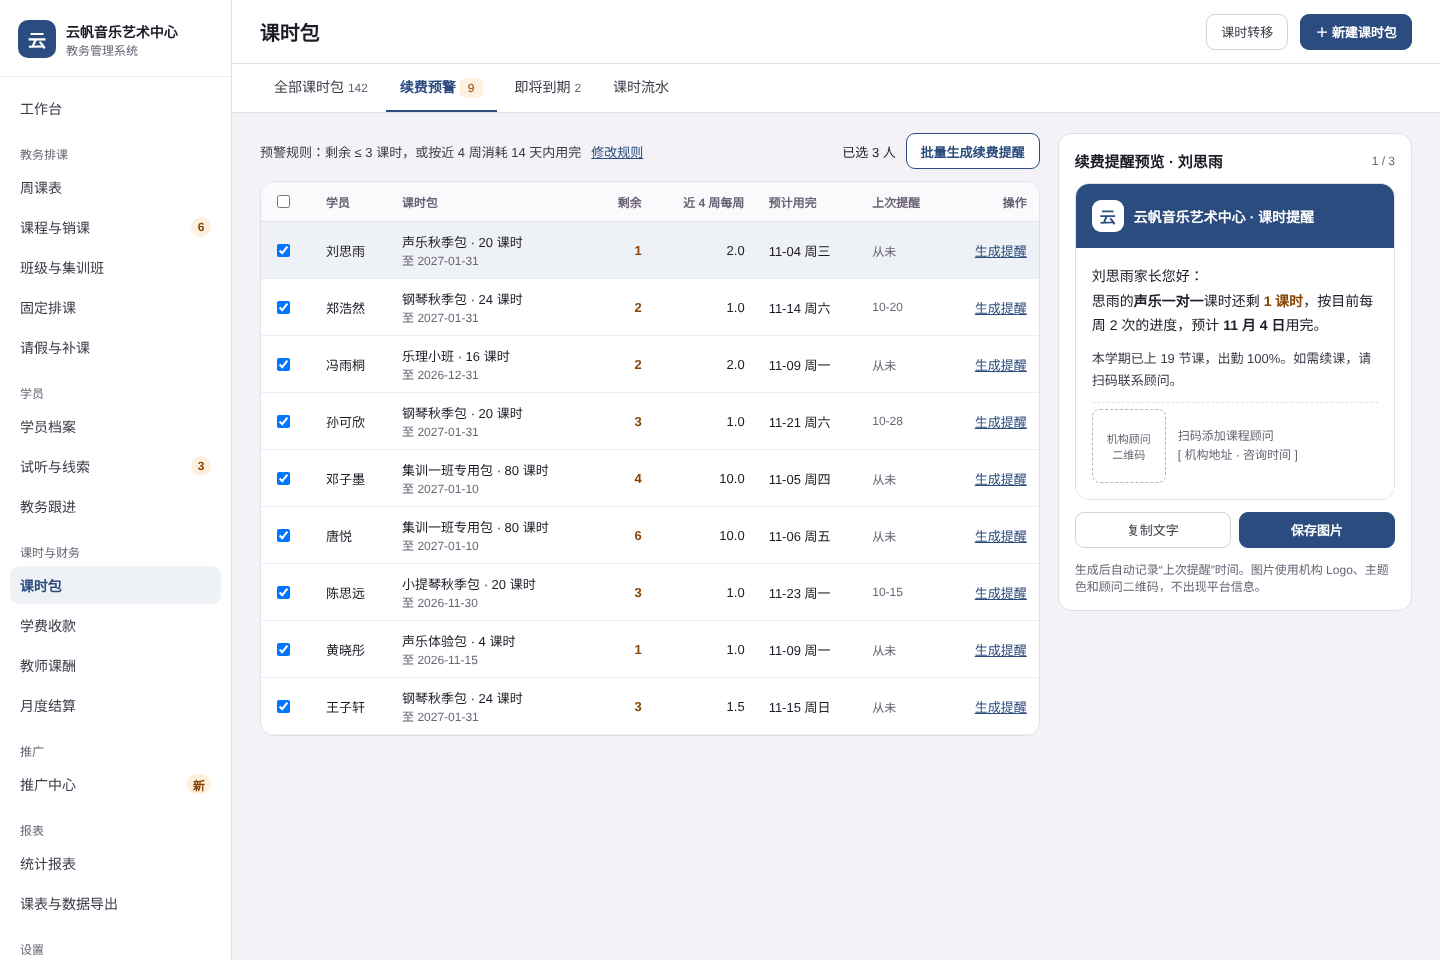 云
云帆音乐艺术中心
教务管理系统
工作台
教务排课
周课表
课程与销课 6
班级与集训班
固定排课
请假与补课
学员
学员档案
试听与线索 3
教务跟进
课时与财务
课时包
学费收款
教师课酬
月度结算
推广
推广中心 新
报表
统计报表
课表与数据导出
设置
课时包
课时转移
＋ 新建课时包
全部课时包 142 续费预警 9 即将到期 2 课时流水
预警规则：剩余 ≤ 3 课时，或按近 4 周消耗 14 天内用完 修改规则
已选 3 人 批量生成续费提醒
学员 课时包 剩余 近 4 周每周 预计用完 上次提醒 操作
刘思雨 声乐秋季包 · 20 课时 1 2.0 11-04 周三 从未 生成提醒
至 2027-01-31
郑浩然 钢琴秋季包 · 24 课时 2 1.0 11-14 周六 10-20 生成提醒
至 2027-01-31
冯雨桐 乐理小班 · 16 课时 2 2.0 11-09 周一 从未 生成提醒
至 2026-12-31
孙可欣 钢琴秋季包 · 20 课时 3 1.0 11-21 周六 10-28 生成提醒
至 2027-01-31
邓子墨 集训一班专用包 · 80 课时 4 10.0 11-05 周四 从未 生成提醒
至 2027-01-10
唐悦 集训一班专用包 · 80 课时 6 10.0 11-06 周五 从未 生成提醒
至 2027-01-10
陈思远 小提琴秋季包 · 20 课时 3 1.0 11-23 周一 10-15 生成提醒
至 2026-11-30
黄晓彤 声乐体验包 · 4 课时 1 1.0 11-09 周一 从未 生成提醒
至 2026-11-15
王子轩 钢琴秋季包 · 24 课时 3 1.5 11-15 周日 从未 生成提醒
至 2027-01-31
续费提醒预览 · 刘思雨 1 / 3
云 云帆音乐艺术中心 · 课时提醒
刘思雨家长您好：
思雨的声乐一对一课时还剩 1 课时，按目前每
周 2 次的进度，预计 11 月 4 日用完。
本学期已上 19 节课，出勤 100%。如需续课，请
扫码联系顾问。
机构顾问
二维码
扫码添加课程顾问
[ 机构地址 · 咨询时间 ]
复制文字 保存图片
生成后自动记录“上次提醒”时间。图片使用机构 Logo、主题
色和顾问二维码，不出现平台信息。